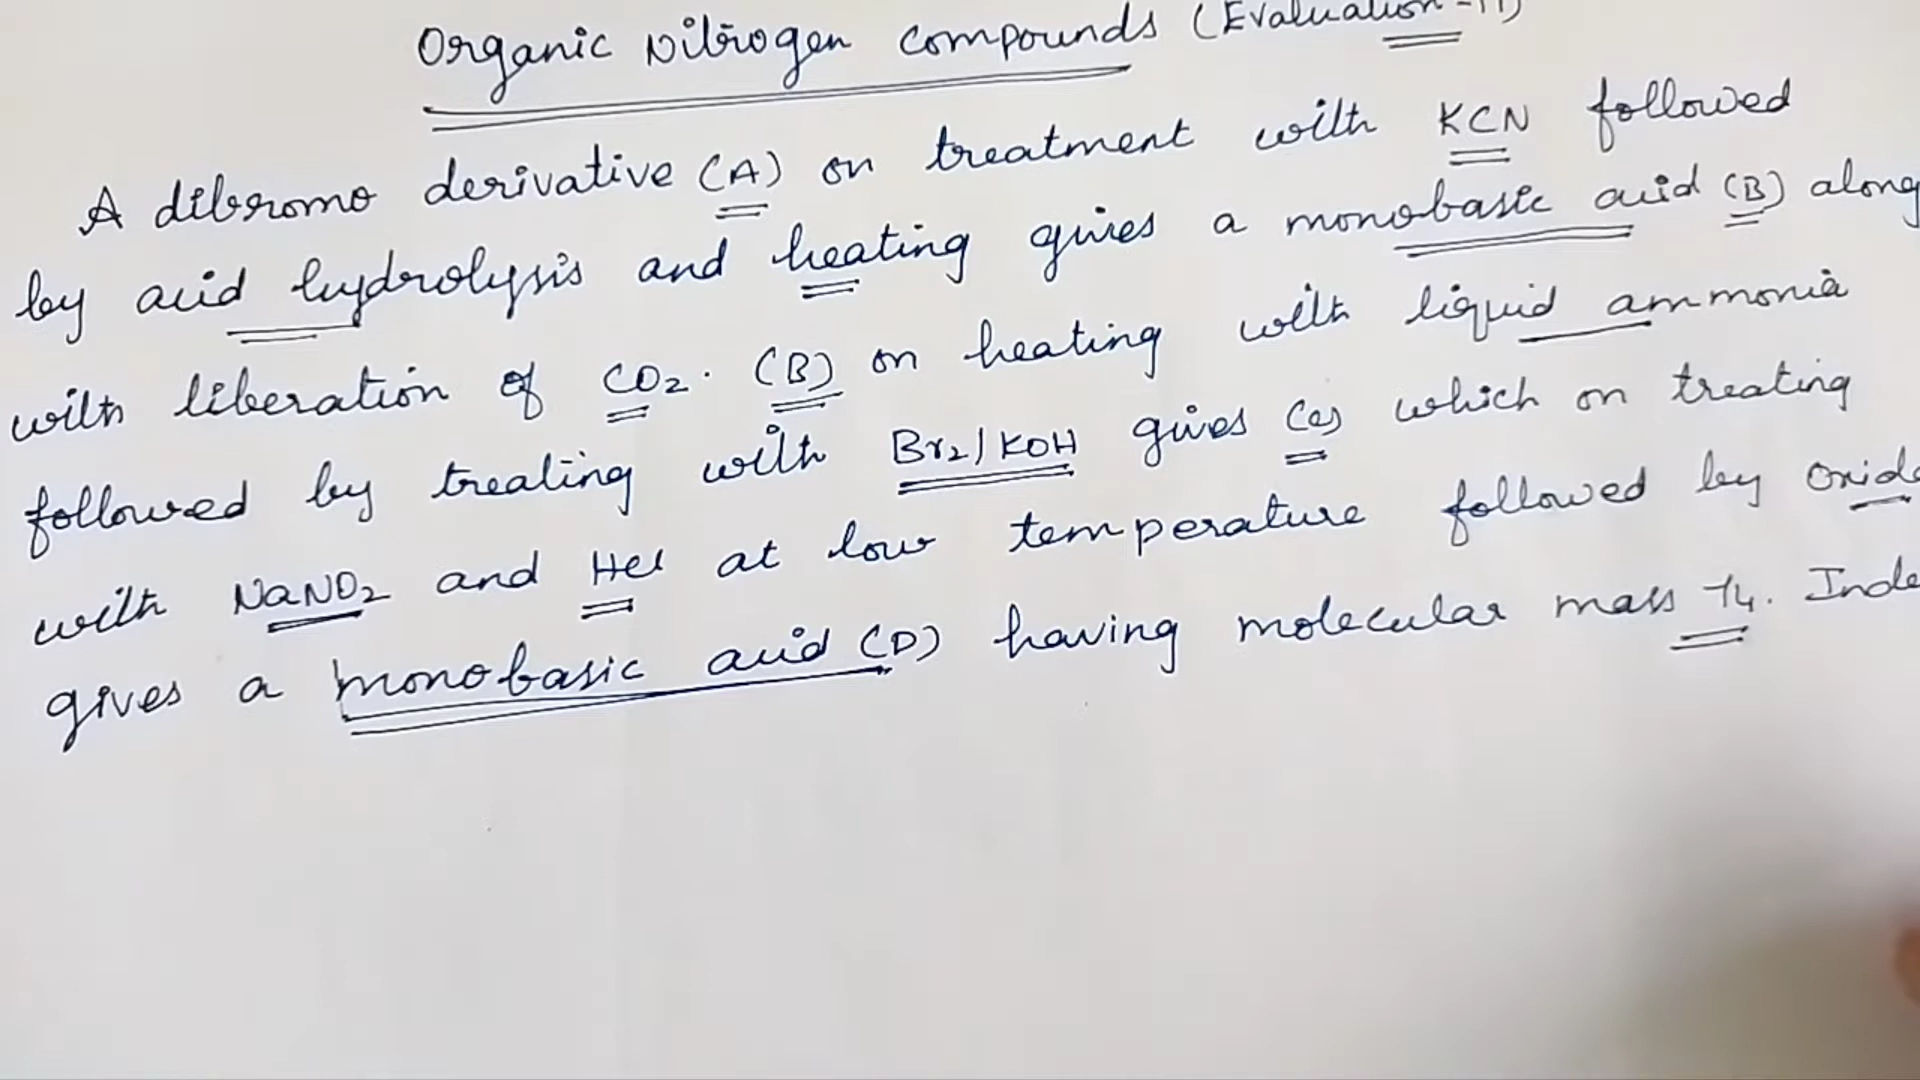 Organic Nitrogen compounds (Evaluation-11)
A dibromo derivative (A) on treatment with KCN followed
by acid hydrolysis and heating gives a monobasic acid (B) along
with liberation of CO2. (B) on heating with liquid ammonia
followed by treating with Br2/KOH gives (C) which on treating
with NaNO2 and HCl at low temperature followed by Oxida
gives a monobasic acid (D) having molecular mass 74. Inde